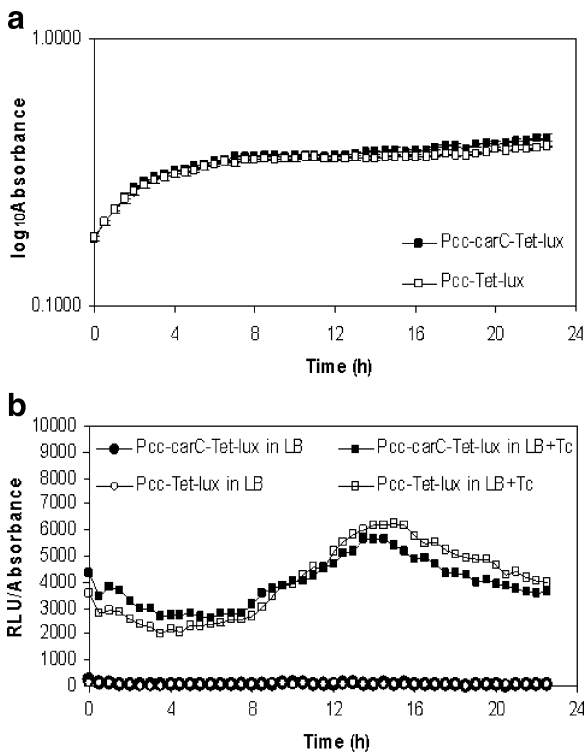 a
1.0000
log10Absorbance
Pcc-carC-Tet-lux
Pcc-Tet-lux
0.1000
0 4 8 12 16 20 24
Time (h)
b
10000
9000
8000
7000
6000
5000
4000
3000
2000
1000
0
RLU/Absorbance
Pcc-carC-Tet-lux in LB
Pcc-carC-Tet-lux in LB+Tc
Pcc-Tet-lux in LB
Pcc-Tet-lux in LB+Tc
0 4 8 12 16 20 24
Time (h)